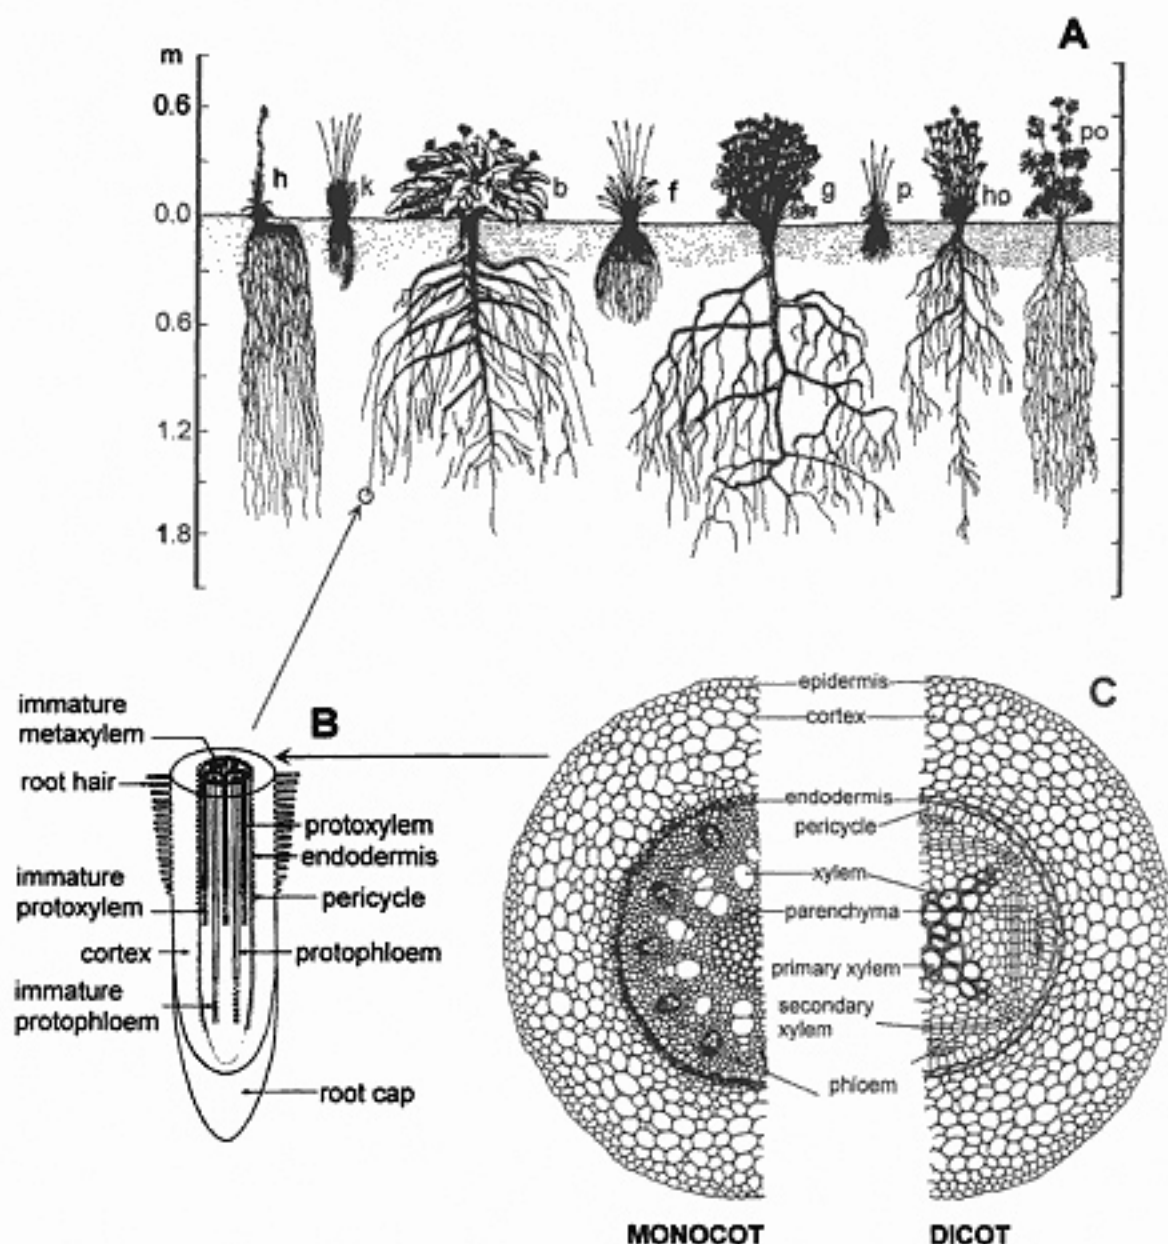 A
m
0.6
0.0
0.6
1.2
1.8
h
k
b
f
g
p
ho
po
B
immature
metaxylem
root hair
immature
protoxylem
cortex
immature
protophloem
protoxylem
endodermis
pericycle
protophloem
root cap
C
epidermis
cortex
endodermis
pericycle
xylem
parenchyma
primary xylem
secondary
xylem
phloem
MONOCOT
DICOT